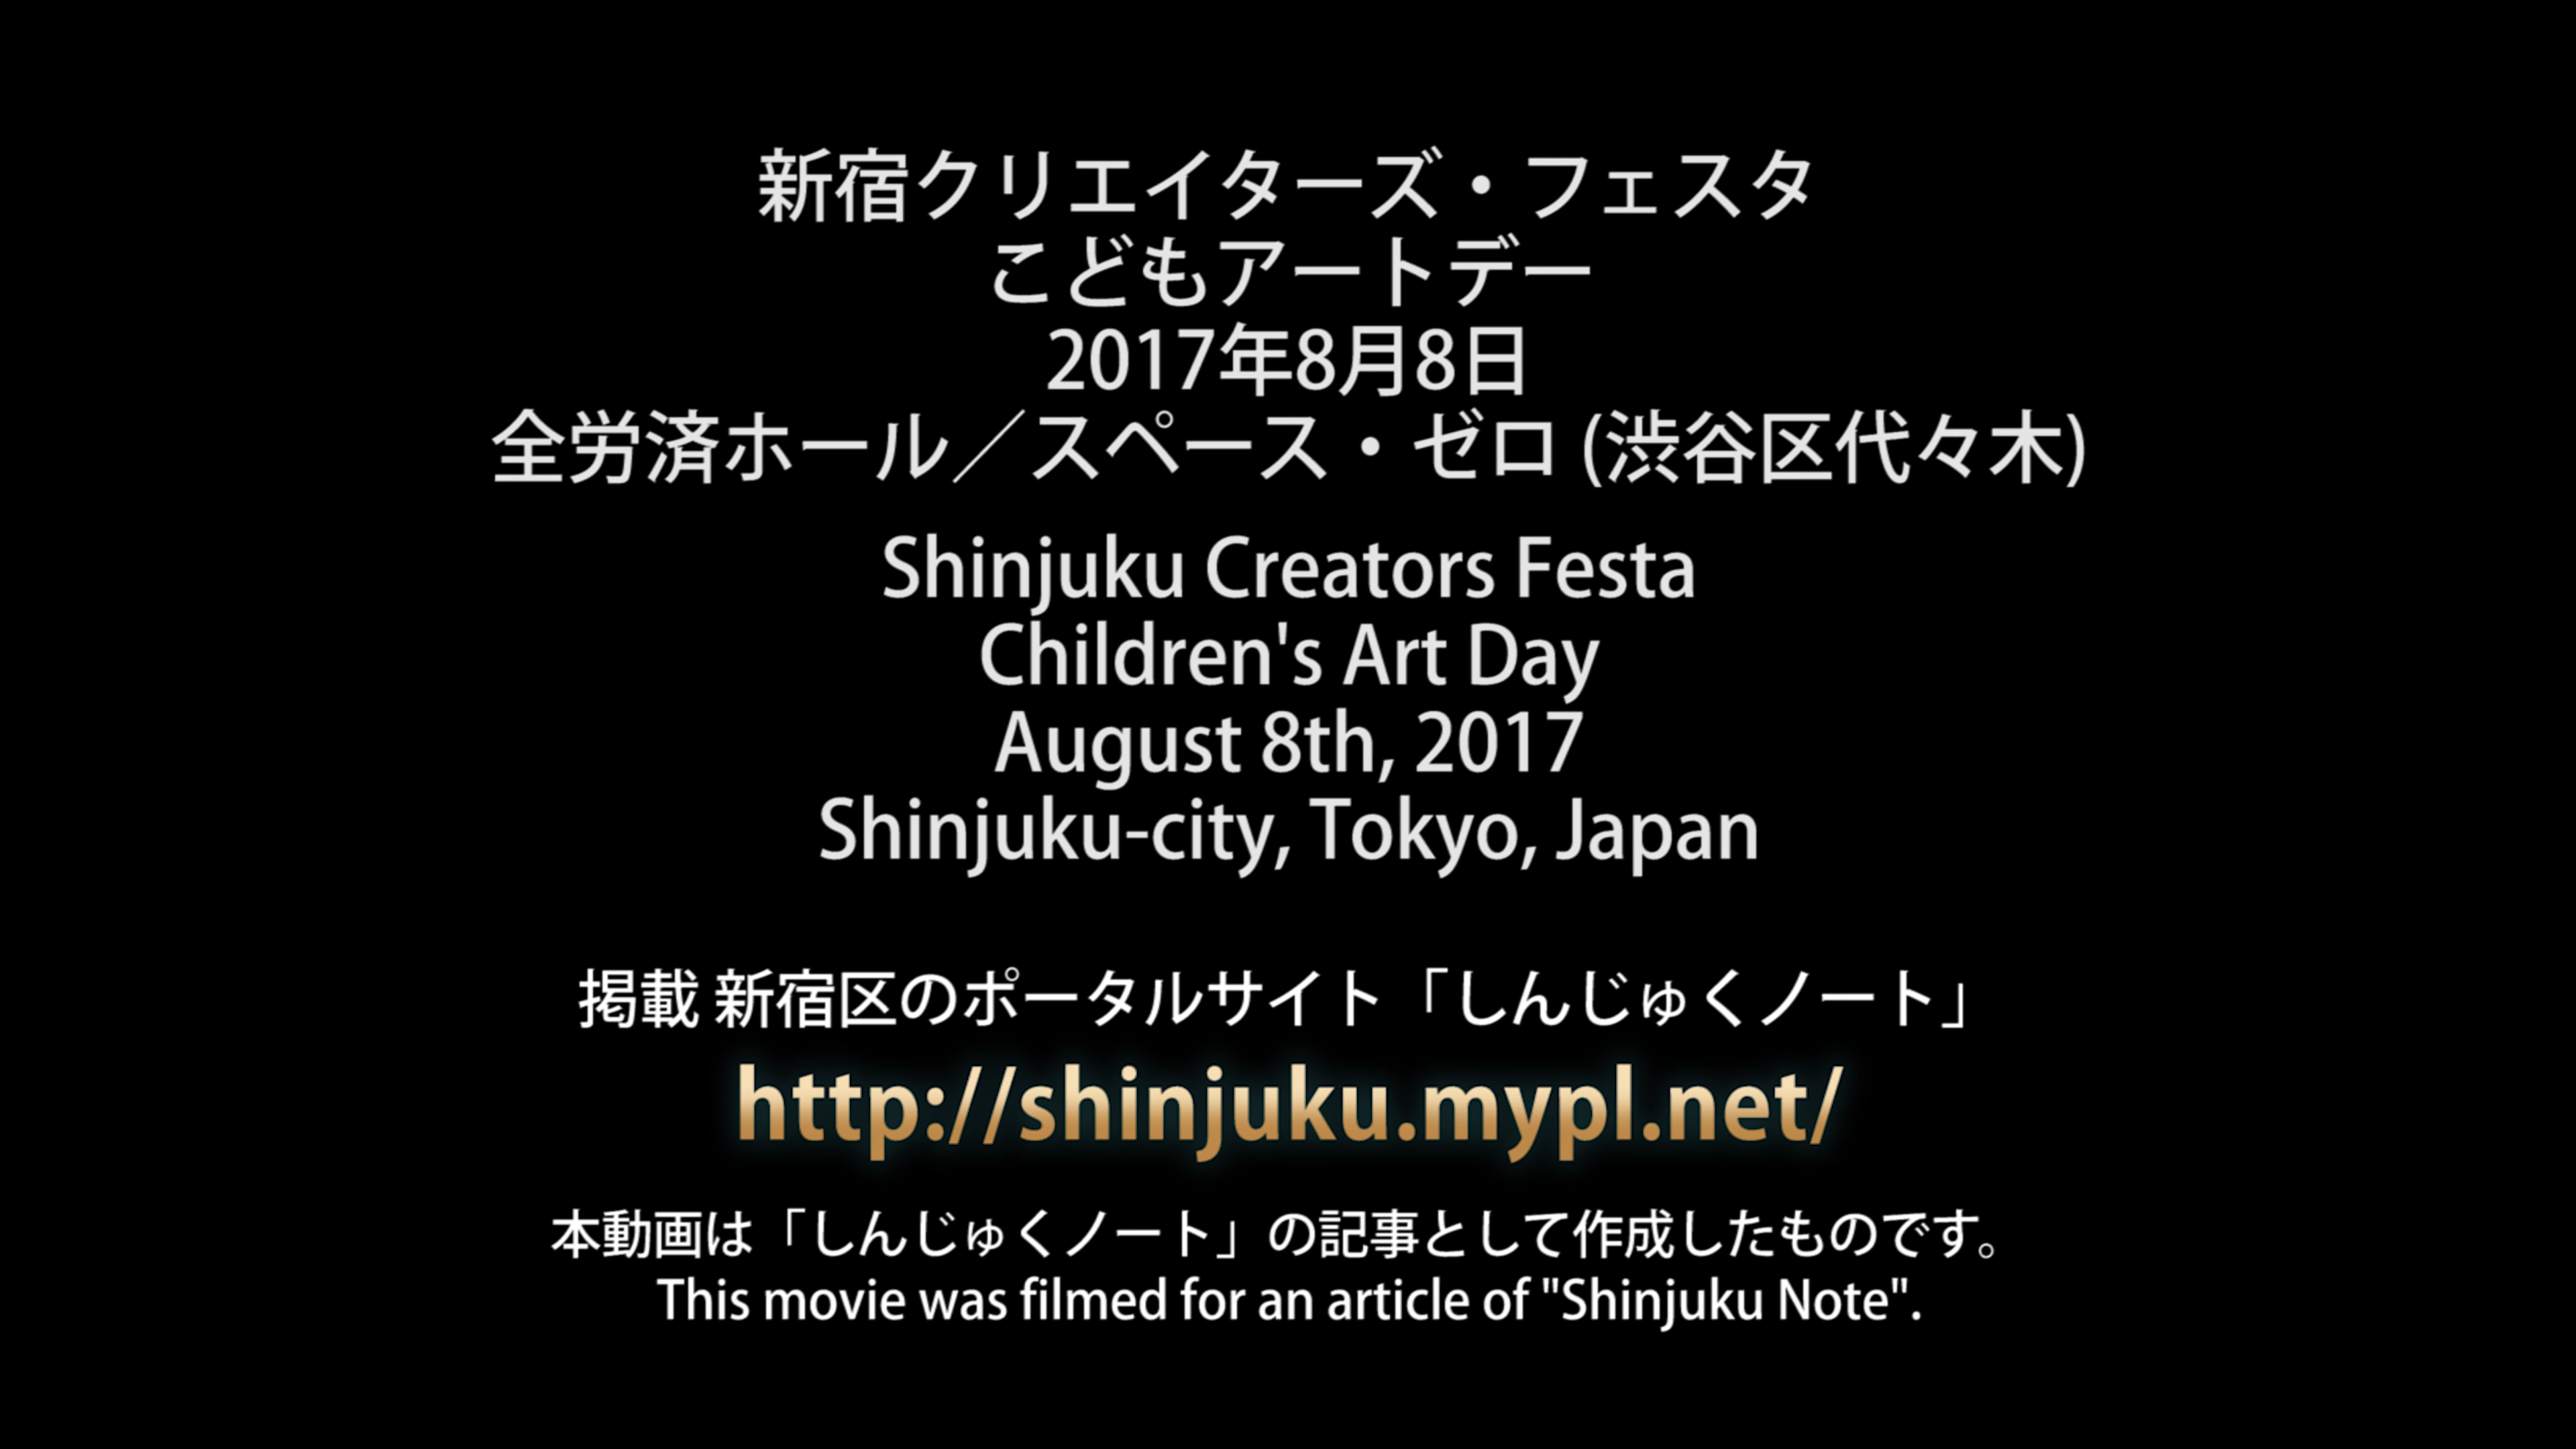 新宿クリエイターズ・フェスタ
こどもアートデー
2017年8月8日
全労済ホール／スペース・ゼロ (渋谷区代々木)
Shinjuku Creators Festa
Children's Art Day
August 8th, 2017
Shinjuku-city, Tokyo, Japan
掲載 新宿区のポータルサイト「しんじゅくノート」
http://shinjuku.mypl.net/
本動画は「しんじゅくノート」の記事として作成したものです。
This movie was filmed for an article of "Shinjuku Note".